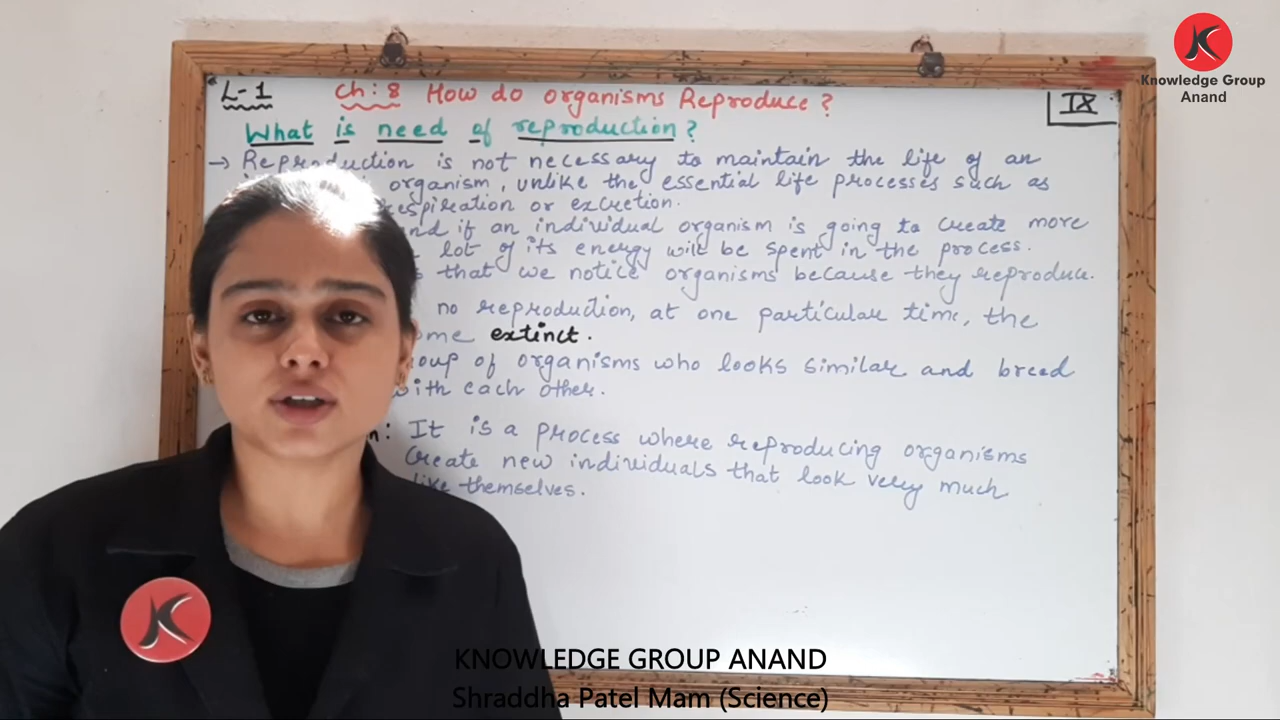 L-1 Ch: 8 How do organisms Reproduce? IX
What is need of reproduction?
→ Reproduction is not necessary to maintain the life of an
organism, unlike the essential life processes such as
respiration or excretion.
and if an individual organism is going to create more
lot of its energy will be spent in the process.
that we notice organisms because they reproduce.
no reproduction, at one particular time, the
extinct.
of organisms who looks similar and breed
with each other.
: It is a process where reproducing organisms
create new individuals that look very much
like themselves.
K
Knowledge Group
Anand
K
KNOWLEDGE GROUP ANAND
Shraddha Patel Mam (Science)